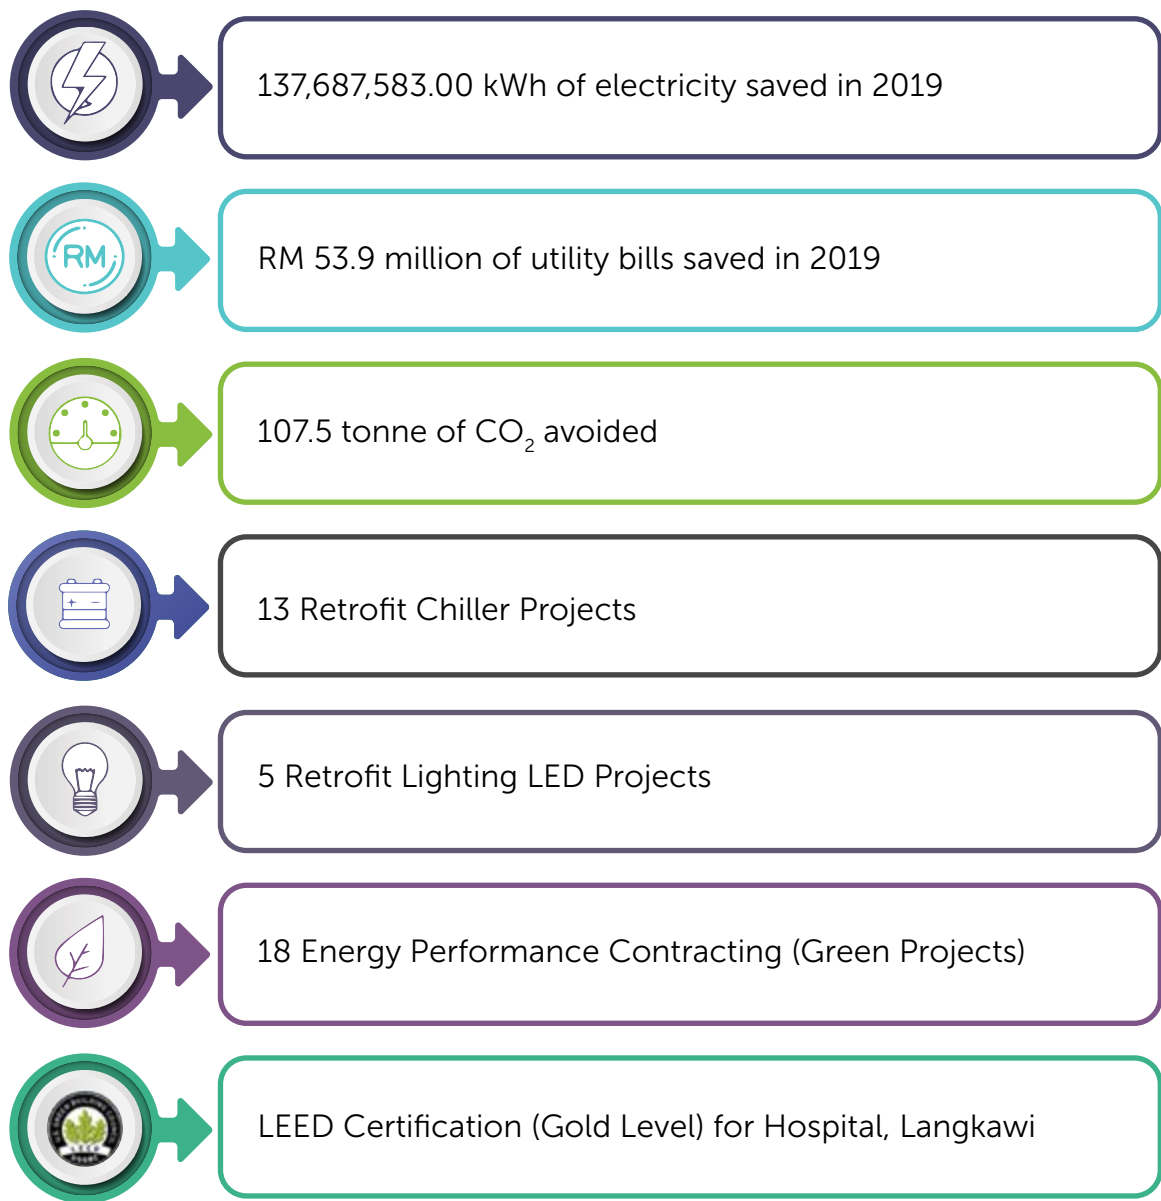 137,687,583.00 kWh of electricity saved in 2019
RM
RM 53.9 million of utility bills saved in 2019
107.5 tonne of CO₂ avoided
13 Retrofit Chiller Projects
5 Retrofit Lighting LED Projects
18 Energy Performance Contracting (Green Projects)
LEED Certification (Gold Level) for Hospital, Langkawi